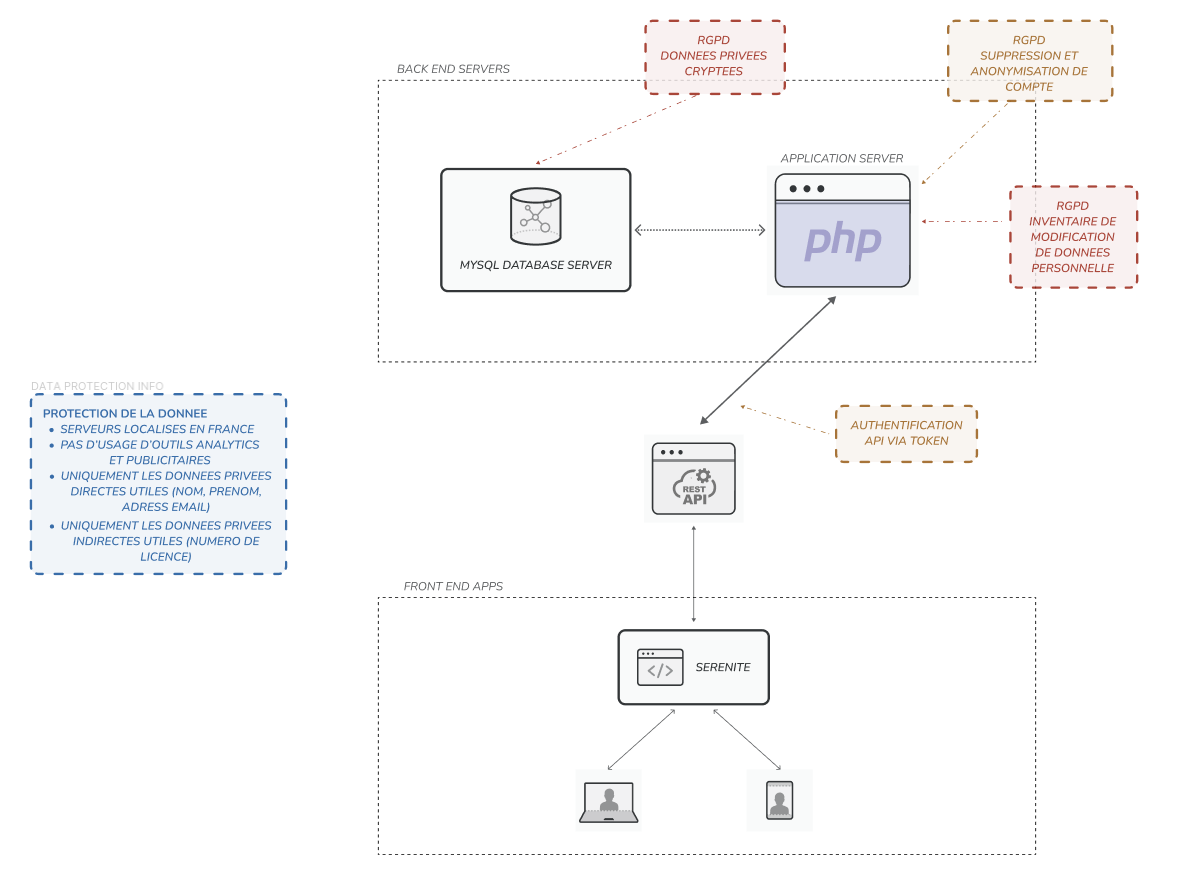 RGPD
DONNEES PRIVEES
CRYPTEES
RGPD
SUPPRESSION ET
ANONYMISATION DE
COMPTE
BACK END SERVERS
APPLICATION SERVER
php
MYSQL DATABASE SERVER
RGPD
INVENTAIRE DE
MODIFICATION
DE DONNEES
PERSONNELLE
DATA PROTECTION INFO
PROTECTION DE LA DONNEE
• SERVEURS LOCALISES EN FRANCE
• PAS D'USAGE D'OUTILS ANALYTICS
ET PUBLICITAIRES
• UNIQUEMENT LES DONNEES PRIVEES
DIRECTES UTILES (NOM, PRENOM,
ADRESS EMAIL)
• UNIQUEMENT LES DONNEES PRIVEES
INDIRECTES UTILES (NUMERO DE
LICENCE)
AUTHENTIFICATION
API VIA TOKEN
REST
API
FRONT END APPS
</>
SERENITE